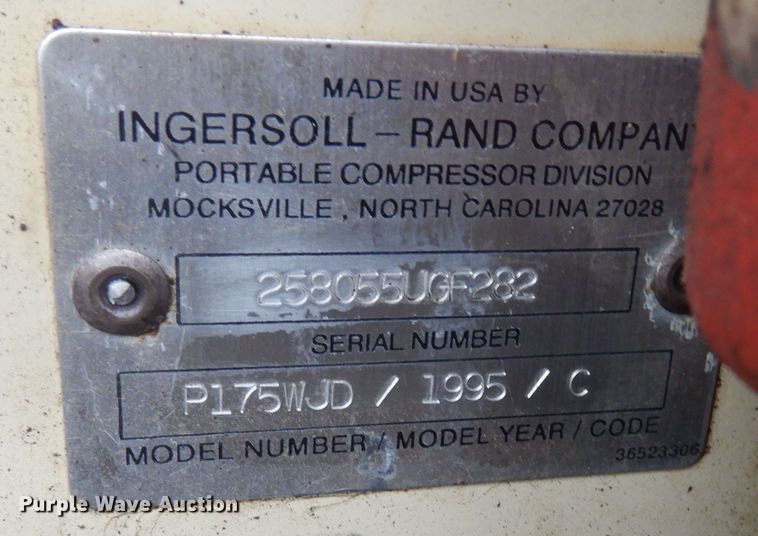 MADE IN USA BY
INGERSOLL – RAND COMPANY
PORTABLE COMPRESSOR DIVISION
MOCKSVILLE, NORTH CAROLINA 27028
258055UGF282
SERIAL NUMBER
P175WJD / 1995 / C
MODEL NUMBER / MODEL YEAR / CODE
36523306
Purple Wave Auction